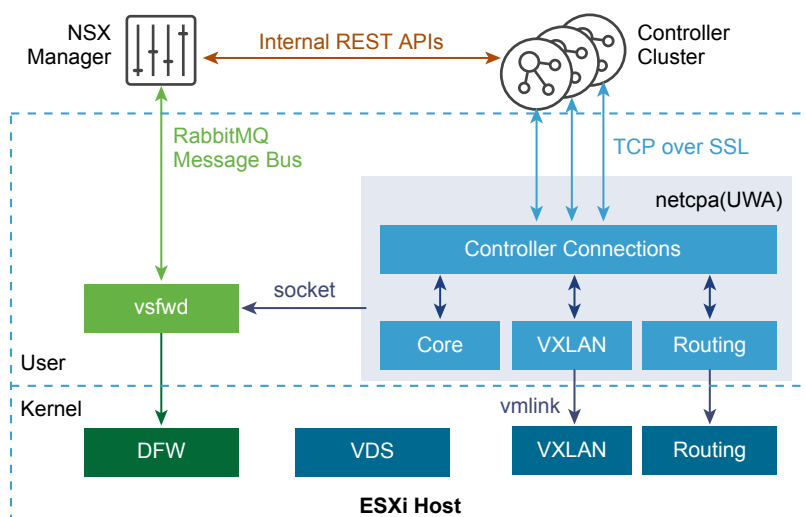 NSX
Manager
Internal REST APIs
Controller
Cluster
RabbitMQ
Message Bus
TCP over SSL
netcpa(UWA)
Controller Connections
socket
vsfwd
Core
VXLAN
Routing
User
Kernel
vmlink
DFW
VDS
VXLAN
Routing
ESXi Host